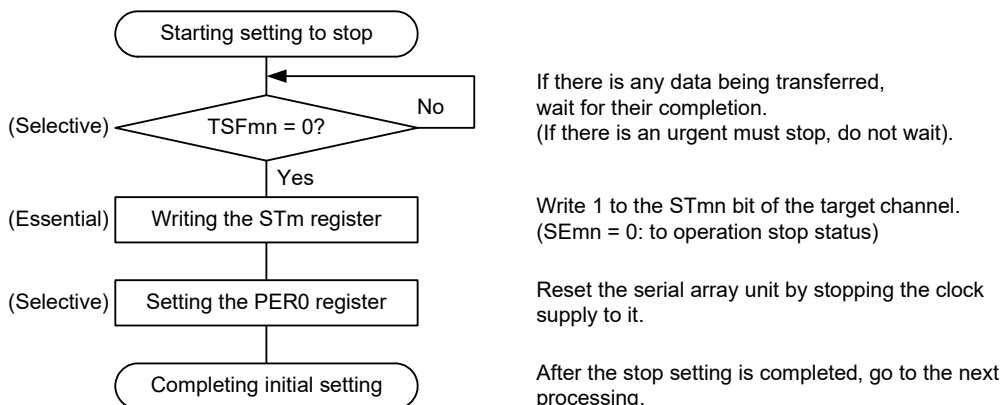 Starting setting to stop
If there is any data being transferred,
wait for their completion.
(If there is an urgent must stop, do not wait).
(Selective)
TSFmn = 0?
No
Yes
(Essential)
Writing the STm register
Write 1 to the STmn bit of the target channel.
(SEmn = 0: to operation stop status)
(Selective)
Setting the PER0 register
Reset the serial array unit by stopping the clock
supply to it.
Completing initial setting
After the stop setting is completed, go to the next
processing.